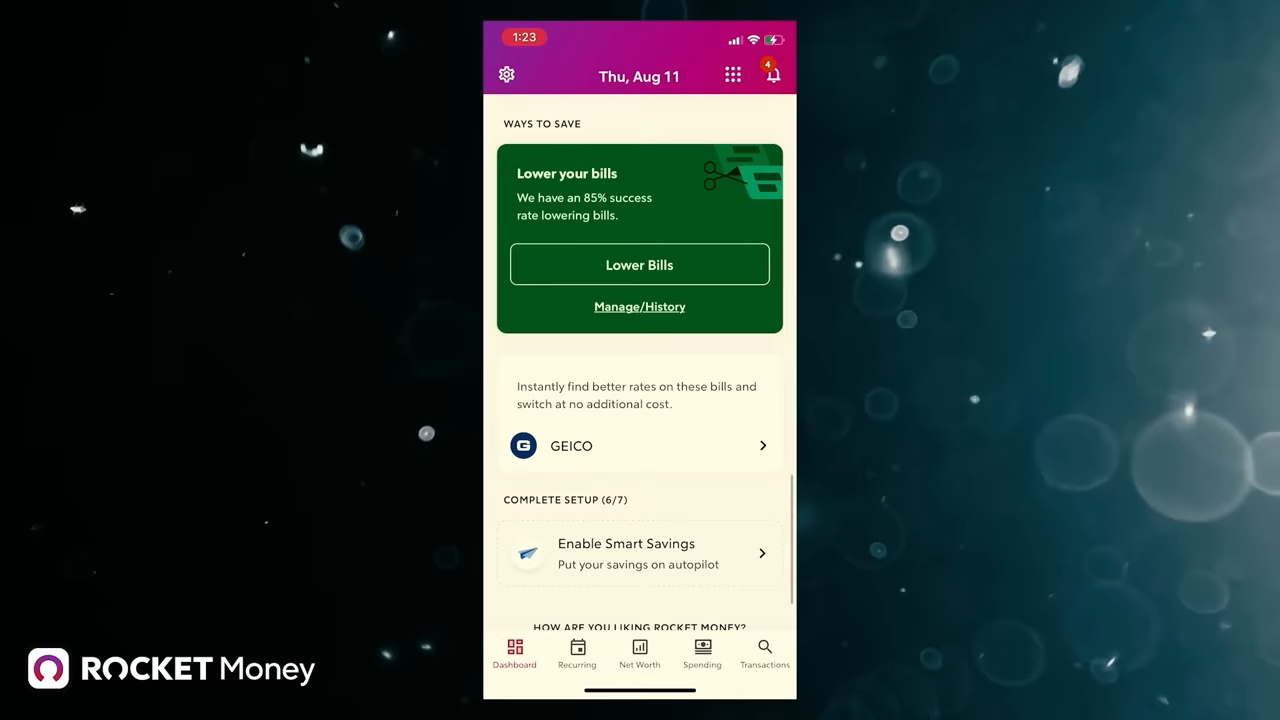 1:23
Thu, Aug 11
4
WAYS TO SAVE
Lower your bills
We have an 85% success
rate lowering bills.
Lower Bills
Manage/History
Instantly find better rates on these bills and
switch at no additional cost.
G GEICO
COMPLETE SETUP (6/7)
Enable Smart Savings
Put your savings on autopilot
HOW ARE YOU LIKING ROCKET MONEY?
Dashboard Recurring Net Worth Spending Transactions
ROCKET Money